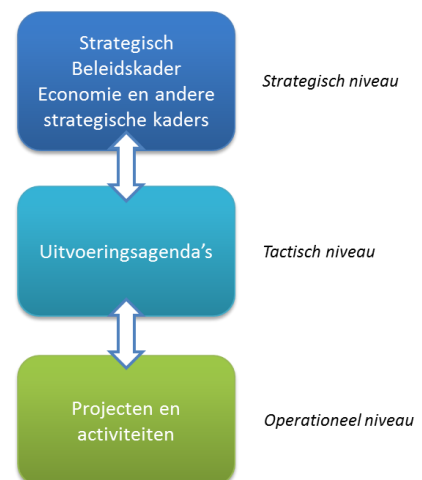 Strategisch
Beleidskader
Economie en andere
strategische kaders
Strategisch niveau
Uitvoeringsagenda's
Tactisch niveau
Projecten en
activiteiten
Operationeel niveau